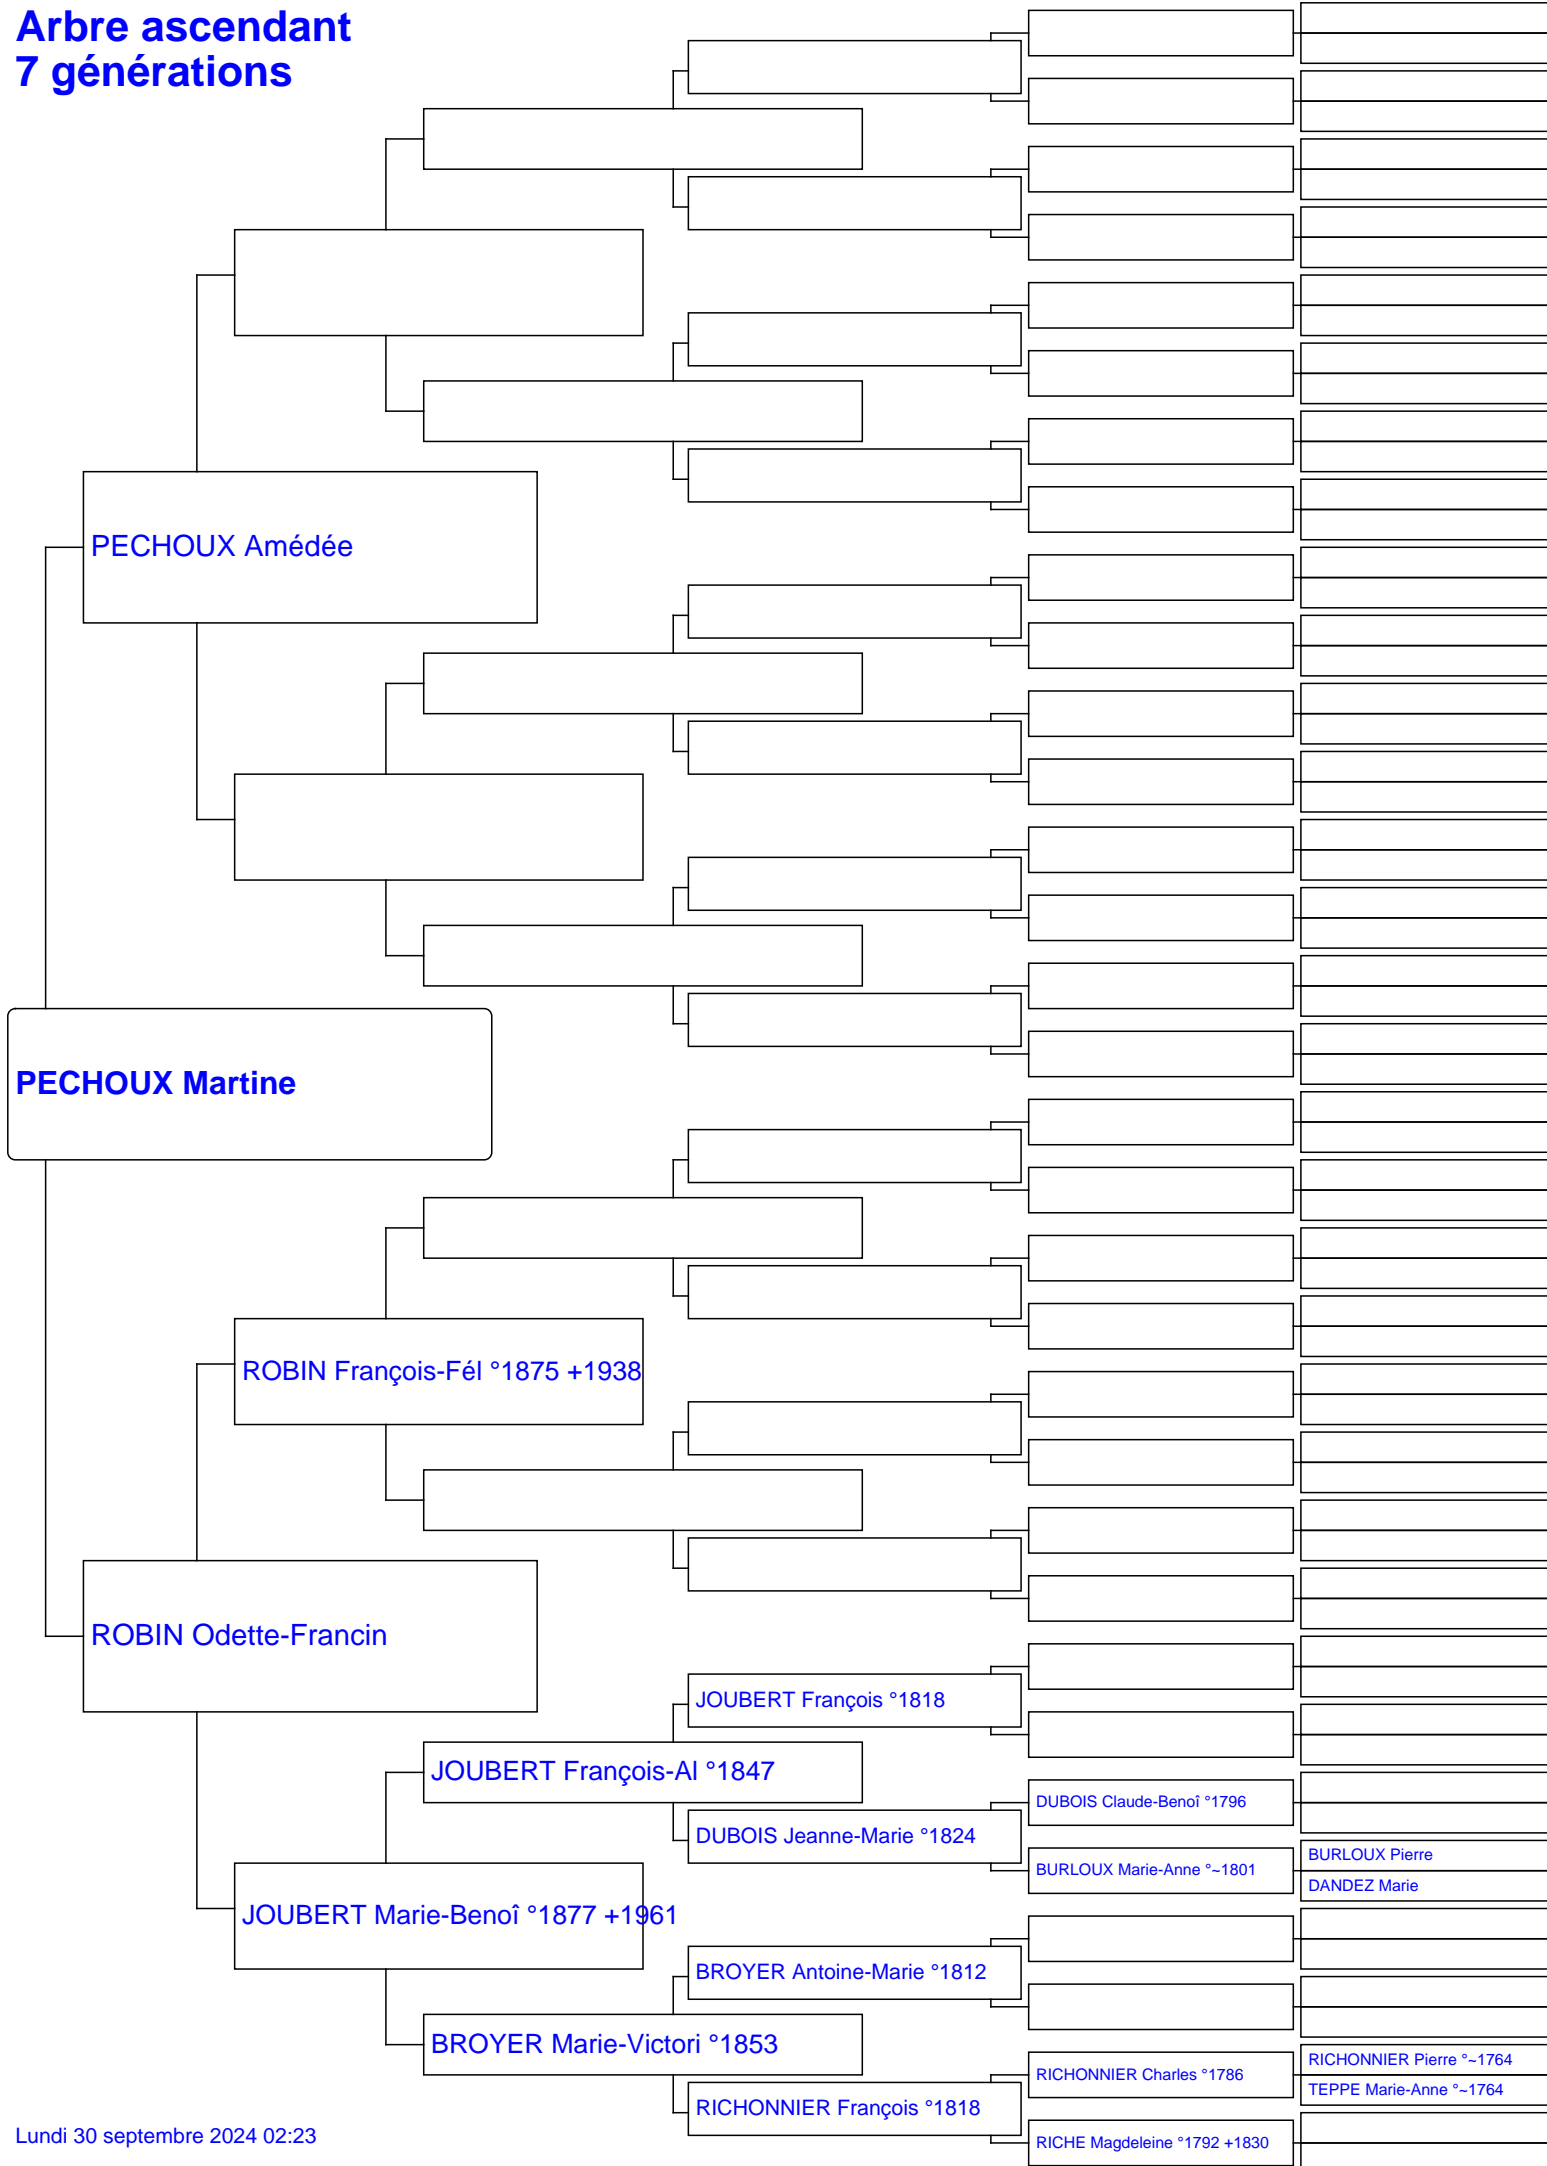 Arbre ascendant
7 générations
PECHOUX Amédée
PECHOUX Martine
ROBIN François-Fél °1875 +1938
ROBIN Odette-Francin
JOUBERT François °1818
JOUBERT François-Al °1847
DUBOIS Claude-Benoî °1796
DUBOIS Jeanne-Marie °1824
BURLOUX Pierre
BURLOUX Marie-Anne °~1801
DANDEZ Marie
JOUBERT Marie-Benoî °1877 +1961
BROYER Antoine-Marie °1812
BROYER Marie-Victori °1853
RICHONNIER Pierre °~1764
RICHONNIER Charles °1786
TEPPE Marie-Anne °~1764
RICHONNIER François °1818
RICHE Magdeleine °1792 +1830
Lundi 30 septembre 2024 02:23